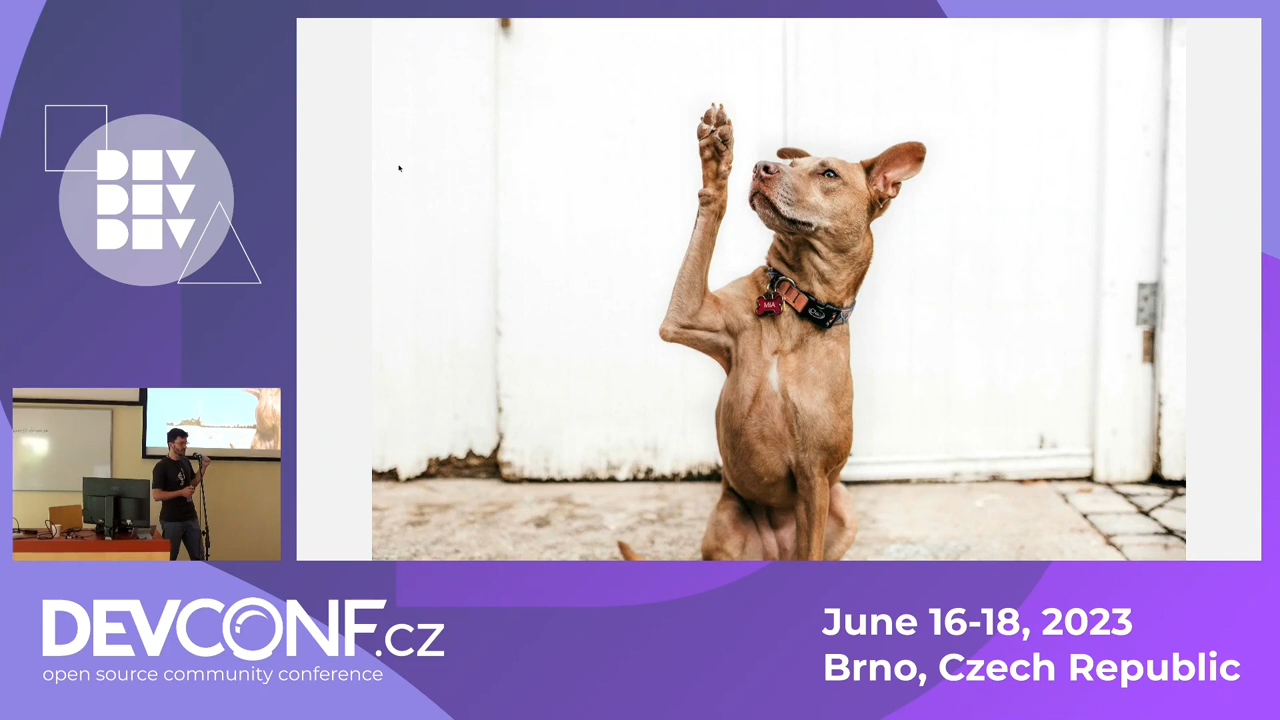 DEV
DEV
DEV
MIA
DEVCONF.cz
open source community conference
June 16-18, 2023
Brno, Czech Republic